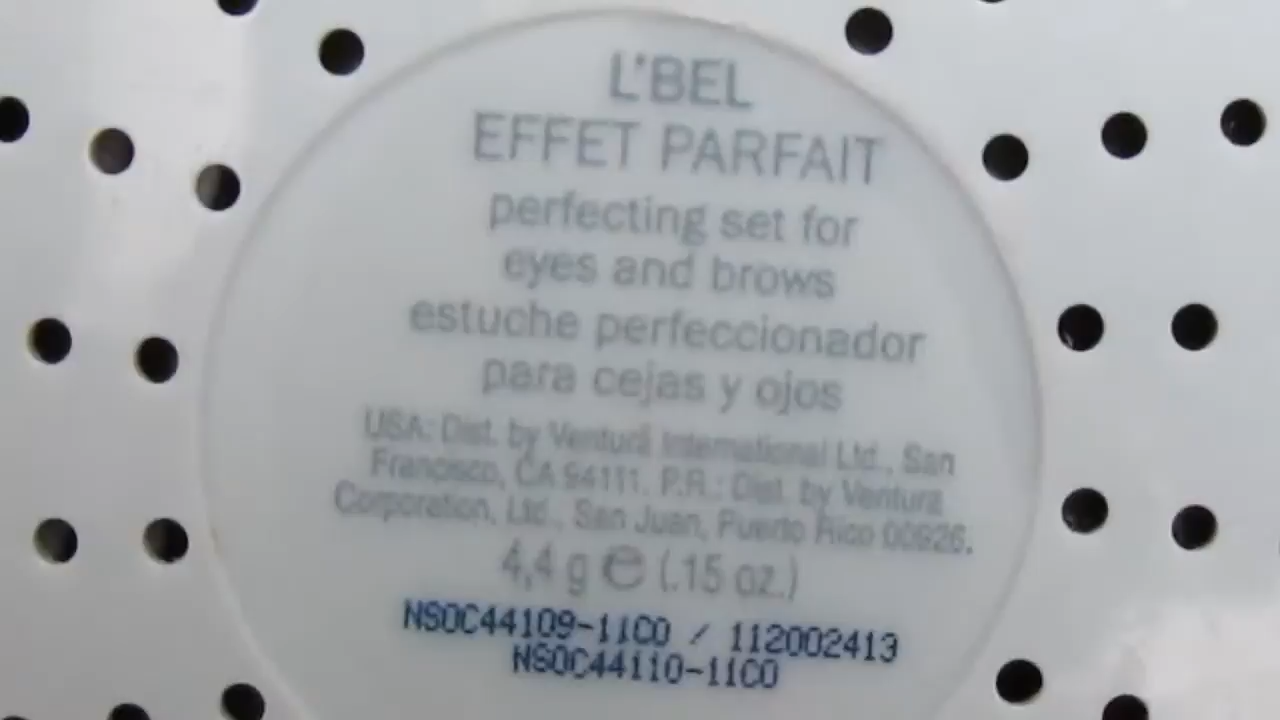 L'BEL
EFFET PARFAIT
perfecting set for
eyes and brows
estuche perfeccionador
para cejas y ojos
USA: Dist. by Ventura International Ltd., San
Francisco, CA 94111. P.R.: Dist. by Ventura
Corporation, Ltd., San Juan, Puerto Rico 00926.
4,4 g ℮ (.15 oz.)
NSOC44109-11CO / 112002413
NSOC44110-11CO